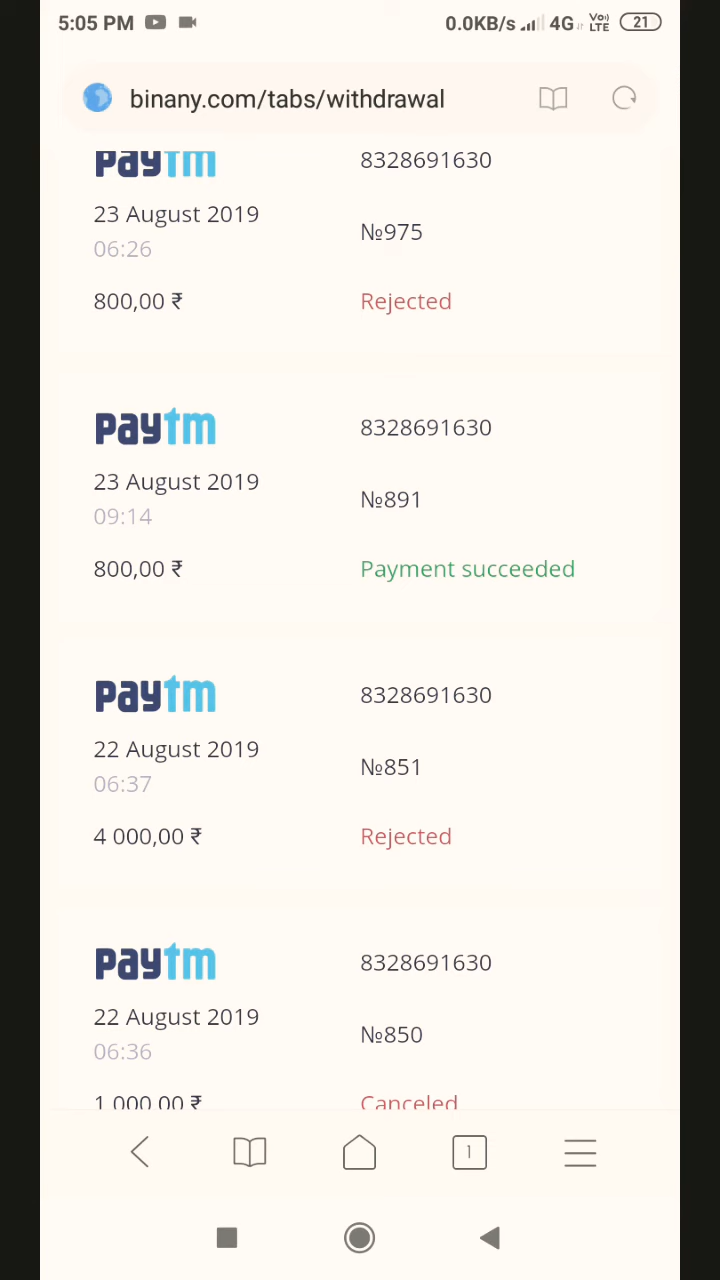 5:05 PM 0.0KB/s 4G Vo) LTE 21
binany.com/tabs/withdrawal
paytm 8328691630
23 August 2019
06:26
№975
800,00 ₹ Rejected
paytm 8328691630
23 August 2019
09:14
№891
800,00 ₹ Payment succeeded
paytm 8328691630
22 August 2019
06:37
№851
4 000,00 ₹ Rejected
paytm 8328691630
22 August 2019
06:36
№850
1 000,00 ₹ Canceled
1